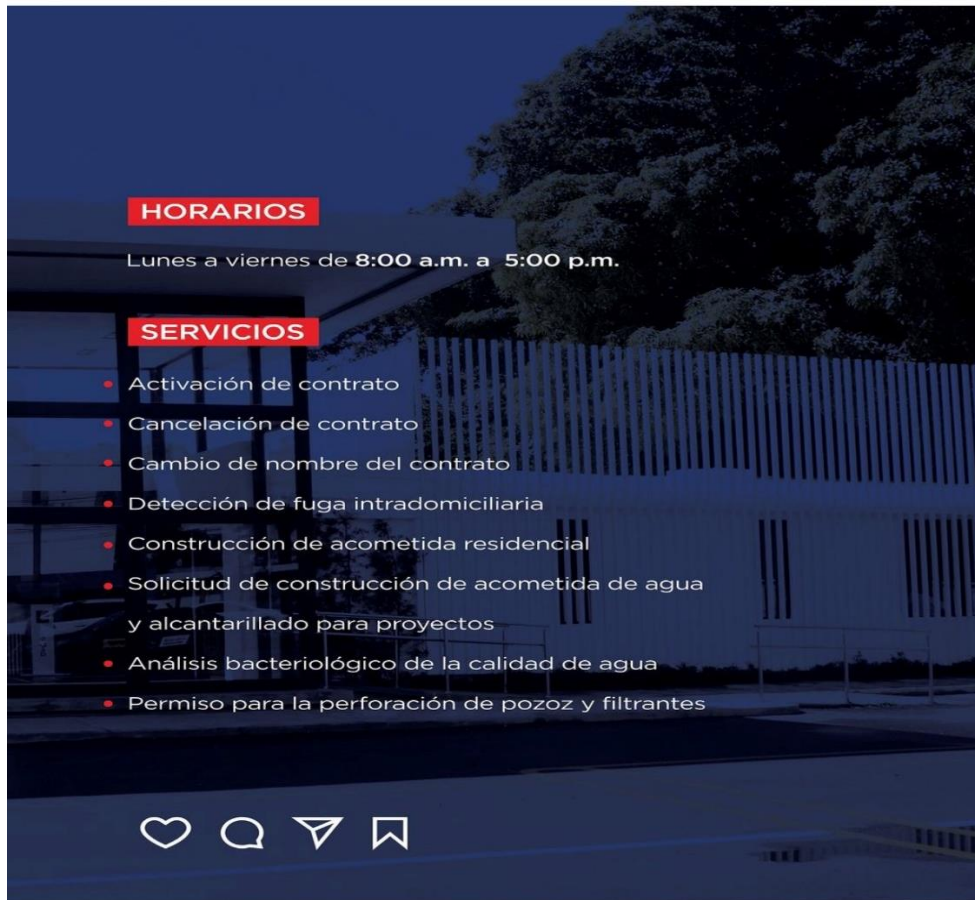 HORARIOS
Lunes a viernes de 8:00 a.m. a 5:00 p.m.
SERVICIOS
• Activación de contrato
• Cancelación de contrato
• Cambio de nombre del contrato
• Detección de fuga intradomiciliaria
• Construcción de acometida residencial
• Solicitud de construcción de acometida de agua
y alcantarillado para proyectos
• Análisis bacteriológico de la calidad de agua
• Permiso para la perforación de pozoz y filtrantes